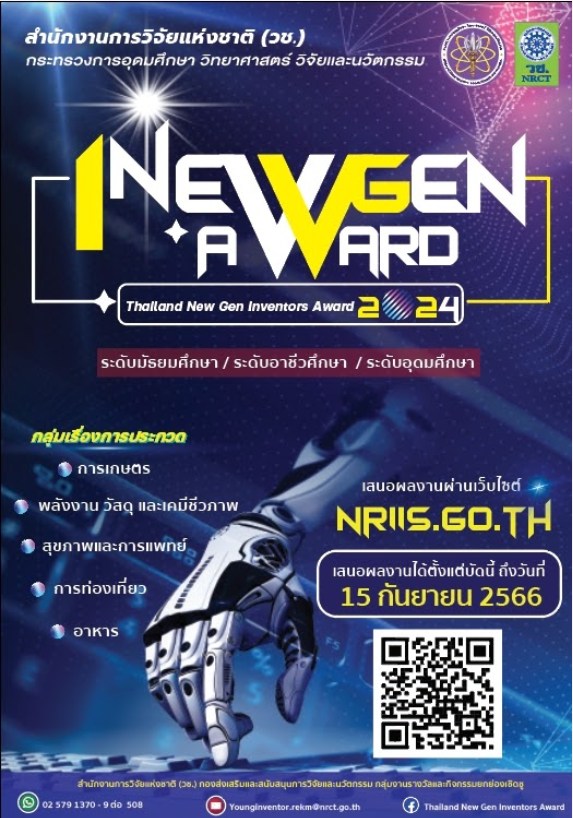 สำนักงานการวิจัยแห่งชาติ (วช.)
กระทรวงการอุดมศึกษา วิทยาศาสตร์ วิจัยและนวัตกรรม
วช.
NRCT
I NEW GEN
AWARD
Thailand New Gen Inventors Award 2024
ระดับมัธยมศึกษา / ระดับอาชีวศึกษา / ระดับอุดมศึกษา
กลุ่มเรื่องการประกวด
การเกษตร
พลังงาน วัสดุ และเคมีชีวภาพ
สุขภาพและการแพทย์
การท่องเที่ยว
อาหาร
เสนอผลงานผ่านเว็บไซต์
NRIIS.GO.TH
เสนอผลงานได้ตั้งแต่บัดนี้ ถึงวันที่
15 กันยายน 2566
สำนักงานการวิจัยแห่งชาติ (วช.) กองส่งเสริมและสนับสนุนการวิจัยและนวัตกรรม กลุ่มงานรางวัลและกิจกรรมยกย่องเชิดชู
02 579 1370 - 9 ต่อ 508
Younginventor.rekm@nrct.go.th
Thailand New Gen Inventors Award